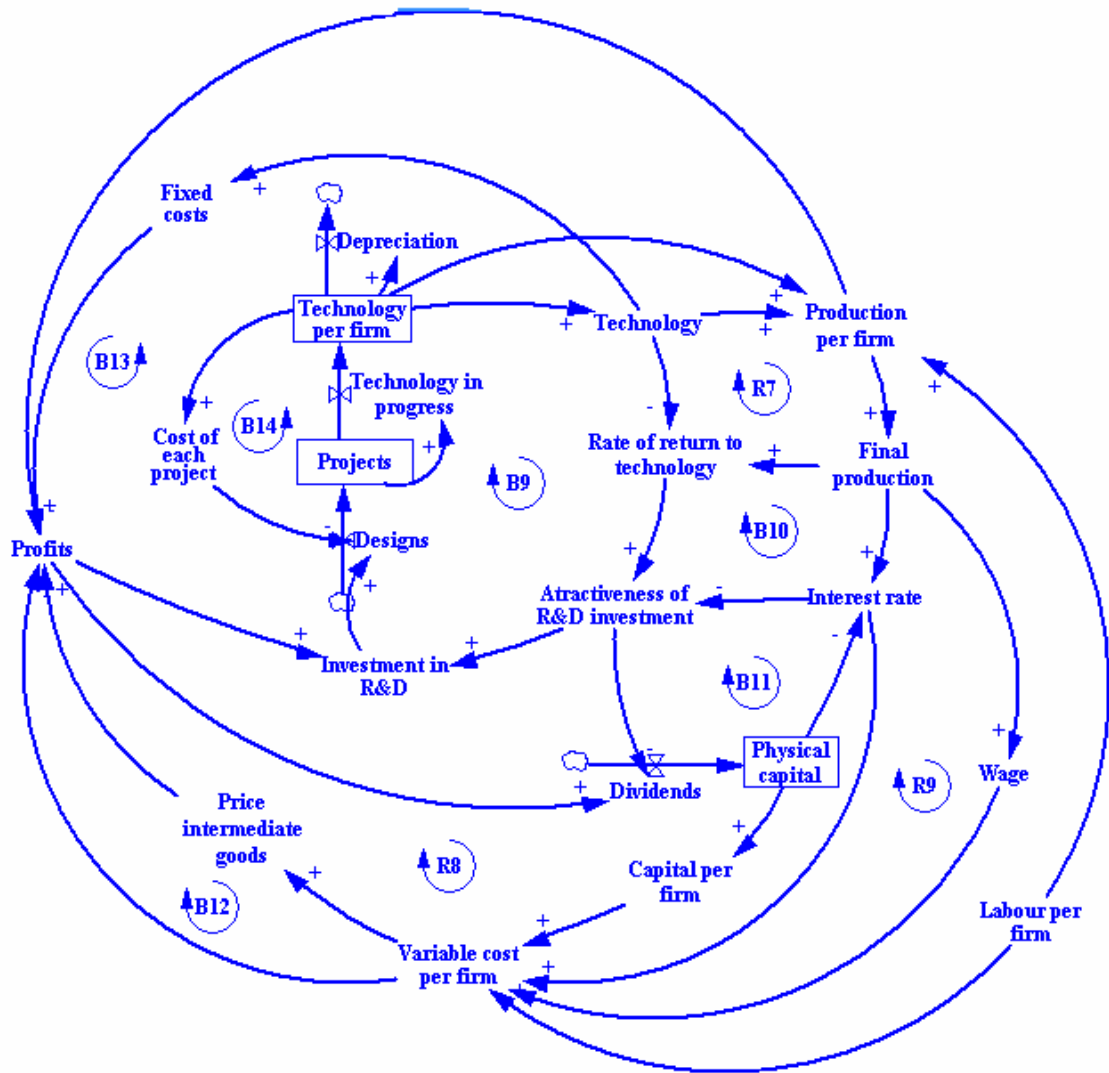 Fixed
costs
+
Depreciation
+
Technology
per firm
+
Technology
+
+
Production
per firm
B13
+
B14
Technology in
progress
R7
+
+
Cost of
each
project
+
Projects
-
Rate of return to
technology
+
+
Final
production
B9
+
-
Designs
B10
Profits
+
+
+
+
Atractiveness of
R&D investment
-
Interest rate
+
+
-
Investment in
R&D
B11
+
-
Physical
capital
Wage
+
Dividends
R9
Price
intermediate
goods
+
R8
Capital per
firm
+
B12
+
Labour per
firm
Variable cost
per firm
+
+